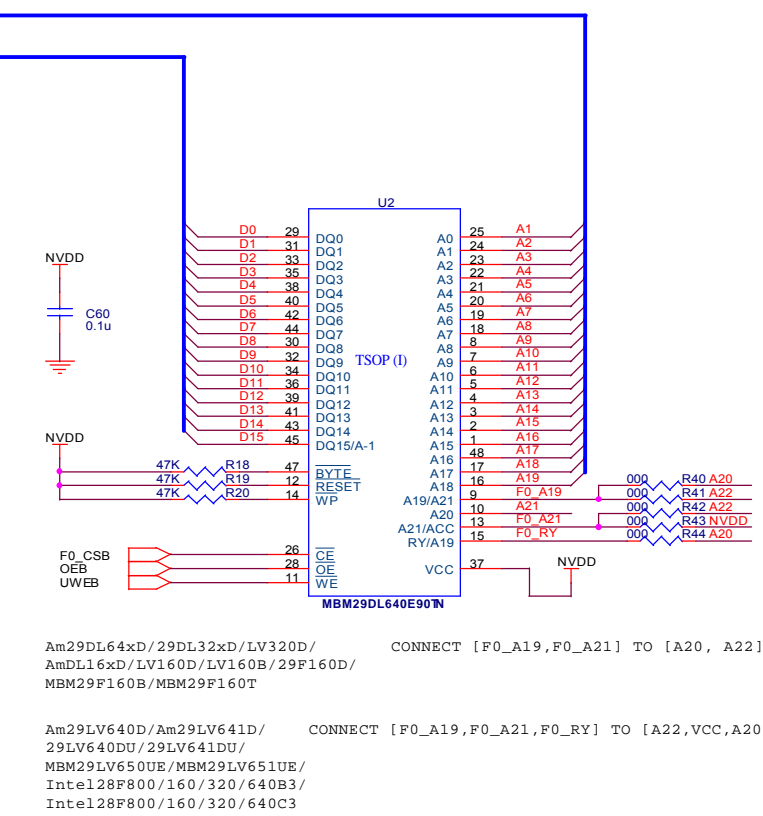 U2
D0 29 DQ0 A0 25 A1
D1 31 DQ1 A1 24 A2
D2 33 DQ2 A2 23 A3
D3 35 DQ3 A3 22 A4
D4 38 DQ4 A4 21 A5
D5 40 DQ5 A5 20 A6
D6 42 DQ6 A6 19 A7
D7 44 DQ7 A7 18 A8
D8 30 DQ8 A8 8 A9
D9 32 DQ9 A9 7 A10
D10 34 DQ10 A10 6 A11
D11 36 DQ11 A11 5 A12
D12 39 DQ12 A12 4 A13
D13 41 DQ13 A13 3 A14
D14 43 DQ14 A14 2 A15
D15 45 DQ15/A-1 A15 1 A16
A16 48 A17
A17 17 A18
A18 16 A19
TSOP (I)
NVDD
C60
0.1u
NVDD
47K R18 47 BYTE
47K R19 12 RESET
47K R20 14 WP
A19/A21 9 F0_A19
A20 10 A21
A21/ACC 13 F0_A21
RY/A19 15 F0_RY
000 R40 A20
000 R41 A22
000 R42 A22
000 R43 NVDD
000 R44 A20
F0_CSB 26 CE
OEB 28 OE
UWEB 11 WE
VCC 37 NVDD
MBM29DL640E90TN
Am29DL64xD/29DL32xD/LV320D/ CONNECT [F0_A19,F0_A21] TO [A20, A22]
AmDL16xD/LV160D/LV160B/29F160D/
MBM29F160B/MBM29F160T
Am29LV640D/Am29LV641D/ CONNECT [F0_A19,F0_A21,F0_RY] TO [A22,VCC,A20
29LV640DU/29LV641DU/
MBM29LV650UE/MBM29LV651UE/
Intel28F800/160/320/640B3/
Intel28F800/160/320/640C3